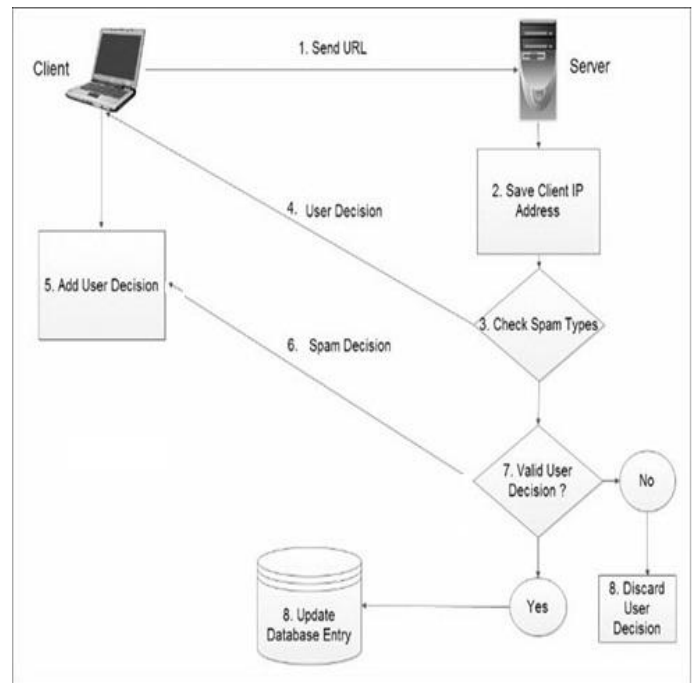 1. Send URL
Client
Server
2. Save Client IP
Address
4. User Decision
5. Add User Decision
3. Check Spam Types
6. Spam Decision
7. Valid User
Decision ?
No
Yes
8. Update
Database Entry
8. Discard
User
Decision